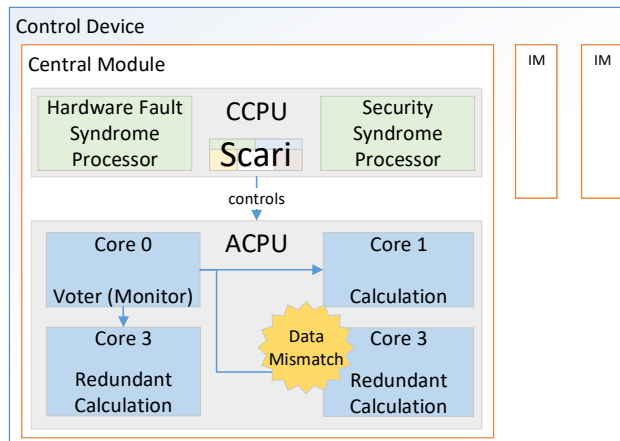 Control Device
Central Module
IM
IM
Hardware Fault
Syndrome
Processor
CCPU
Scari
Security
Syndrome
Processor
controls
ACPU
Core 0
Voter (Monitor)
Core 1
Calculation
Core 3
Redundant
Calculation
Data
Mismatch
Core 3
Redundant
Calculation